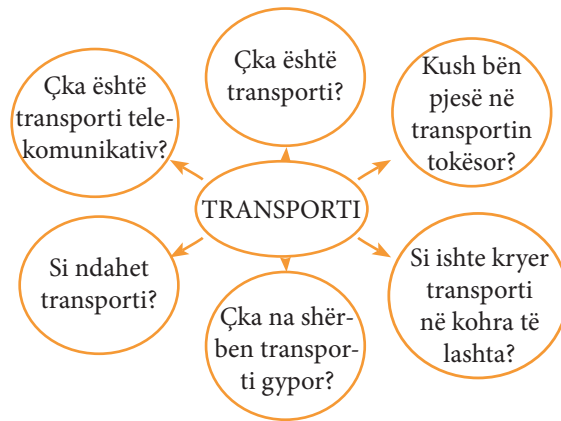 Çka është
transporti?
Çka është
transporti tele-
komunikativ?
Kush bën
pjesë në
transportin
tokësor?
TRANSPORTI
Si ndahet
transporti?
Çka na shër-
ben transpor-
ti gypor?
Si ishte kryer
transporti
në kohra të
lashta?